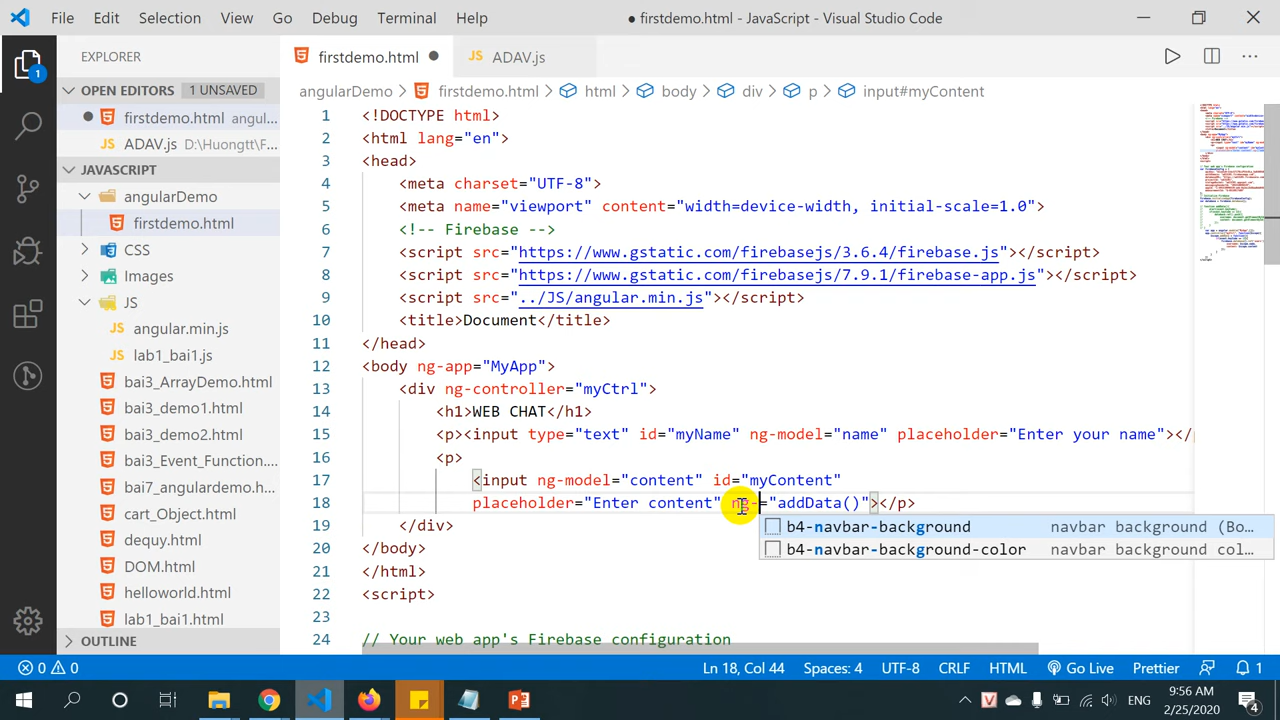 File Edit Selection View Go Debug Terminal Help
● firstdemo.html - JavaScript - Visual Studio Code
EXPLORER
OPEN EDITORS 1 UNSAVED
firstdemo.html angul...
JS ADAV.js D:\Huongtt\F...
JAVASCRIPT
angularDemo
firstdemo.html
CSS
Images
JS
JS angular.min.js
JS lab1_bai1.js
bai3_ArrayDemo.html
bai3_demo1.html
bai3_demo2.html
bai3_Event_Function....
bai7_angulardemo.ht...
cart_Object.html
dequy.html
DOM.html
helloworld.html
lab1_bai1.html
OUTLINE
1
firstdemo.html ●
JS ADAV.js
angularDemo > firstdemo.html > html > body > div > p > input#myContent
1 <!DOCTYPE html>
2 <html lang="en">
3 <head>
4 <meta charset="UTF-8">
5 <meta name="viewport" content="width=device-width, initial-scale=1.0">
6 <!-- Firebase -->
7 <script src="https://www.gstatic.com/firebasejs/3.6.4/firebase.js"></script>
8 <script src="https://www.gstatic.com/firebasejs/7.9.1/firebase-app.js"></script>
9 <script src="../JS/angular.min.js"></script>
10 <title>Document</title>
11 </head>
12 <body ng-app="MyApp">
13 <div ng-controller="myCtrl">
14 <h1>WEB CHAT</h1>
15 <p><input type="text" id="myName" ng-model="name" placeholder="Enter your name"></p
16 <p>
17 <input ng-model="content" id="myContent"
18 placeholder="Enter content" ng-="addData()"></p>
b4-navbar-background navbar background (Bo...
b4-navbar-background-color navbar background col...
19 </div>
20 </body>
21 </html>
22 <script>
23
24 // Your web app's Firebase configuration
0 0 Ln 18, Col 44 Spaces: 4 UTF-8 CRLF HTML Go Live Prettier 1
ENG
9:56 AM
2/25/2020
4